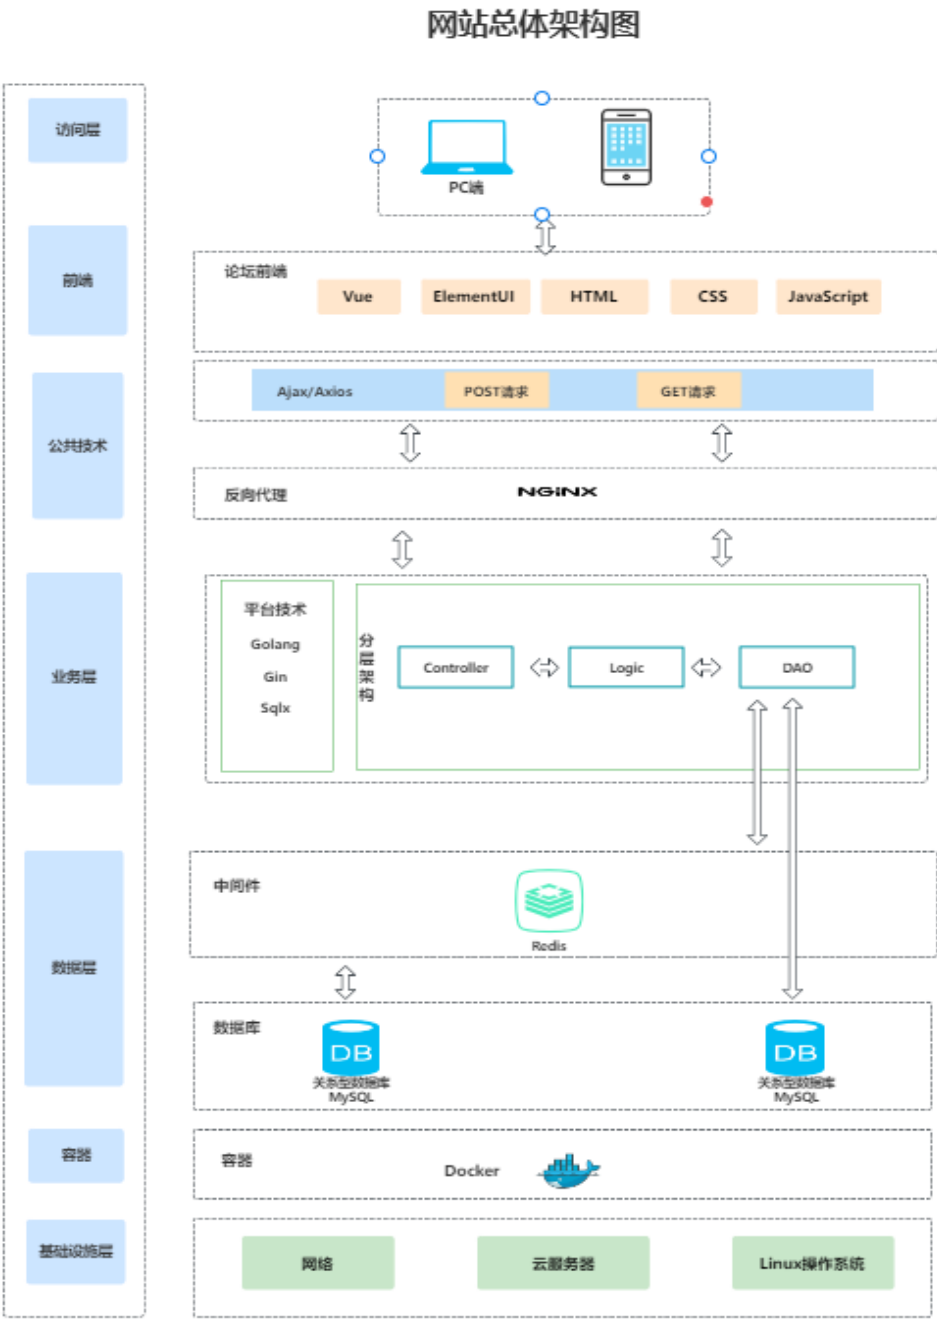 网站总体架构图
访问层
PC端
前端
论坛前端
Vue
ElementUI
HTML
CSS
JavaScript
公共技术
Ajax/Axios
POST请求
GET请求
反向代理
NGINX
业务层
平台技术
Golang
Gin
Sqlx
分层架构
Controller
Logic
DAO
数据层
中间件
Redis
数据库
DB
关系型数据库
MySQL
DB
关系型数据库
MySQL
容器
容器
Docker
基础设施层
网络
云服务器
Linux操作系统